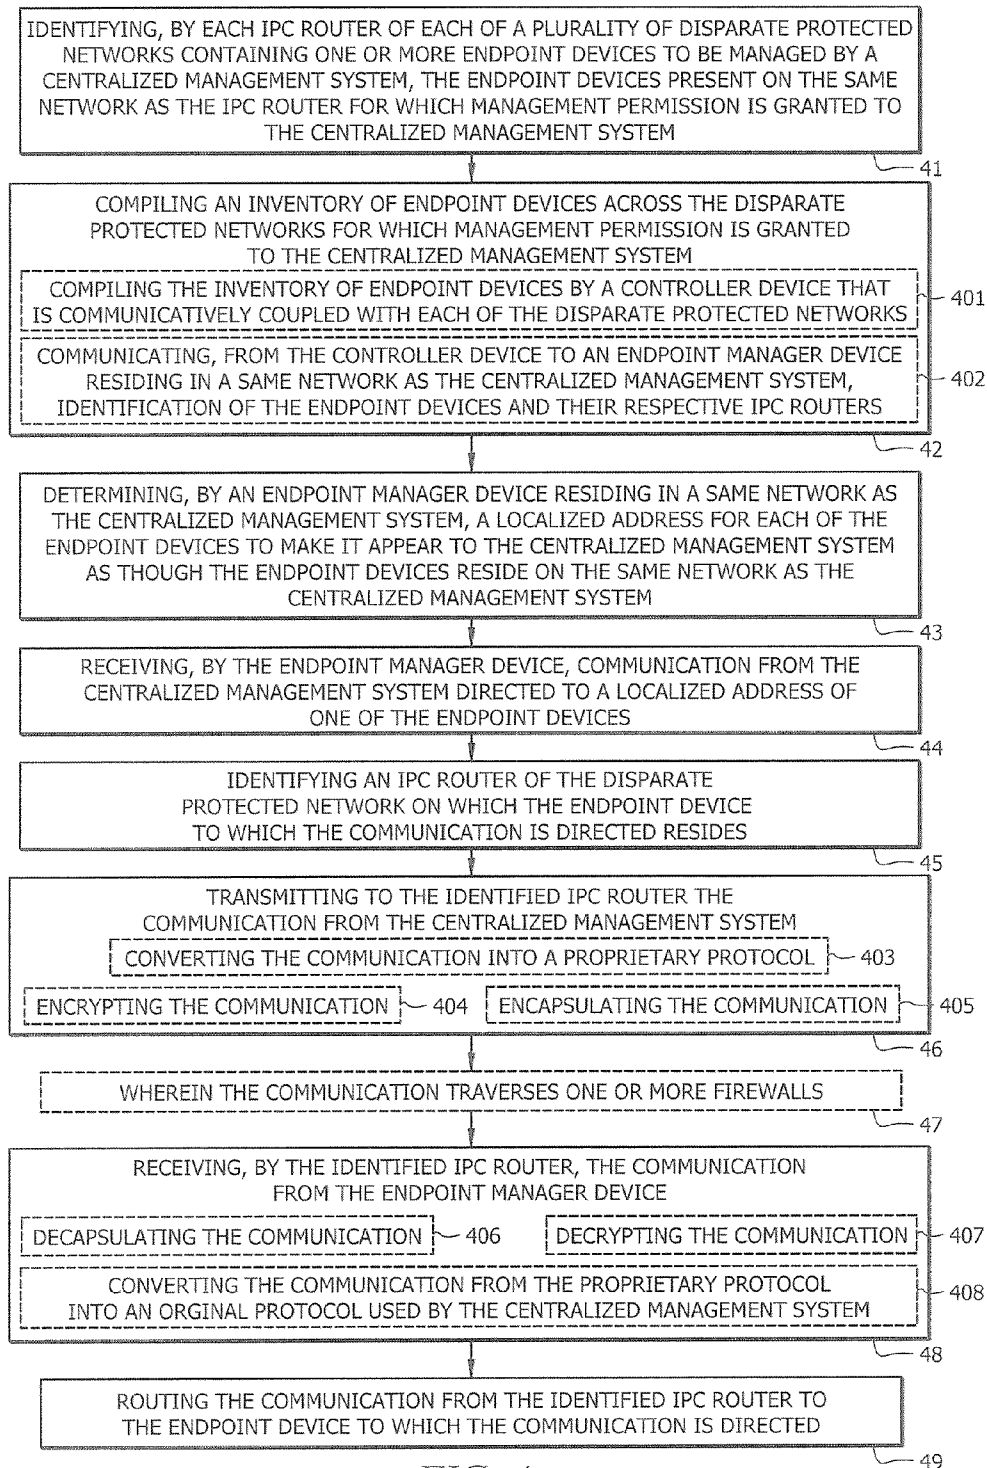 IDENTIFYING, BY EACH IPC ROUTER OF EACH OF A PLURALITY OF DISPARATE PROTECTED
NETWORKS CONTAINING ONE OR MORE ENDPOINT DEVICES TO BE MANAGED BY A
CENTRALIZED MANAGEMENT SYSTEM, THE ENDPOINT DEVICES PRESENT ON THE SAME
NETWORK AS THE IPC ROUTER FOR WHICH MANAGEMENT PERMISSION IS GRANTED TO
THE CENTRALIZED MANAGEMENT SYSTEM
41
COMPILING AN INVENTORY OF ENDPOINT DEVICES ACROSS THE DISPARATE
PROTECTED NETWORKS FOR WHICH MANAGEMENT PERMISSION IS GRANTED
TO THE CENTRALIZED MANAGEMENT SYSTEM
COMPILING THE INVENTORY OF ENDPOINT DEVICES BY A CONTROLLER DEVICE THAT
IS COMMUNICATIVELY COUPLED WITH EACH OF THE DISPARATE PROTECTED NETWORKS
401
COMMUNICATING, FROM THE CONTROLLER DEVICE TO AN ENDPOINT MANAGER DEVICE
RESIDING IN A SAME NETWORK AS THE CENTRALIZED MANAGEMENT SYSTEM,
IDENTIFICATION OF THE ENDPOINT DEVICES AND THEIR RESPECTIVE IPC ROUTERS
402
42
DETERMINING, BY AN ENDPOINT MANAGER DEVICE RESIDING IN A SAME NETWORK AS
THE CENTRALIZED MANAGEMENT SYSTEM, A LOCALIZED ADDRESS FOR EACH OF THE
ENDPOINT DEVICES TO MAKE IT APPEAR TO THE CENTRALIZED MANAGEMENT SYSTEM
AS THOUGH THE ENDPOINT DEVICES RESIDE ON THE SAME NETWORK AS THE
CENTRALIZED MANAGEMENT SYSTEM
43
RECEIVING, BY THE ENDPOINT MANAGER DEVICE, COMMUNICATION FROM THE
CENTRALIZED MANAGEMENT SYSTEM DIRECTED TO A LOCALIZED ADDRESS OF
ONE OF THE ENDPOINT DEVICES
44
IDENTIFYING AN IPC ROUTER OF THE DISPARATE
PROTECTED NETWORK ON WHICH THE ENDPOINT DEVICE
TO WHICH THE COMMUNICATION IS DIRECTED RESIDES
45
TRANSMITTING TO THE IDENTIFIED IPC ROUTER THE
COMMUNICATION FROM THE CENTRALIZED MANAGEMENT SYSTEM
CONVERTING THE COMMUNICATION INTO A PROPRIETARY PROTOCOL 403
ENCRYPTING THE COMMUNICATION 404 ENCAPSULATING THE COMMUNICATION 405
46
WHEREIN THE COMMUNICATION TRAVERSES ONE OR MORE FIREWALLS
47
RECEIVING, BY THE IDENTIFIED IPC ROUTER, THE COMMUNICATION
FROM THE ENDPOINT MANAGER DEVICE
DECAPSULATING THE COMMUNICATION 406 DECRYPTING THE COMMUNICATION 407
CONVERTING THE COMMUNICATION FROM THE PROPRIETARY PROTOCOL
INTO AN ORGINAL PROTOCOL USED BY THE CENTRALIZED MANAGEMENT SYSTEM
408
48
ROUTING THE COMMUNICATION FROM THE IDENTIFIED IPC ROUTER TO
THE ENDPOINT DEVICE TO WHICH THE COMMUNICATION IS DIRECTED
49